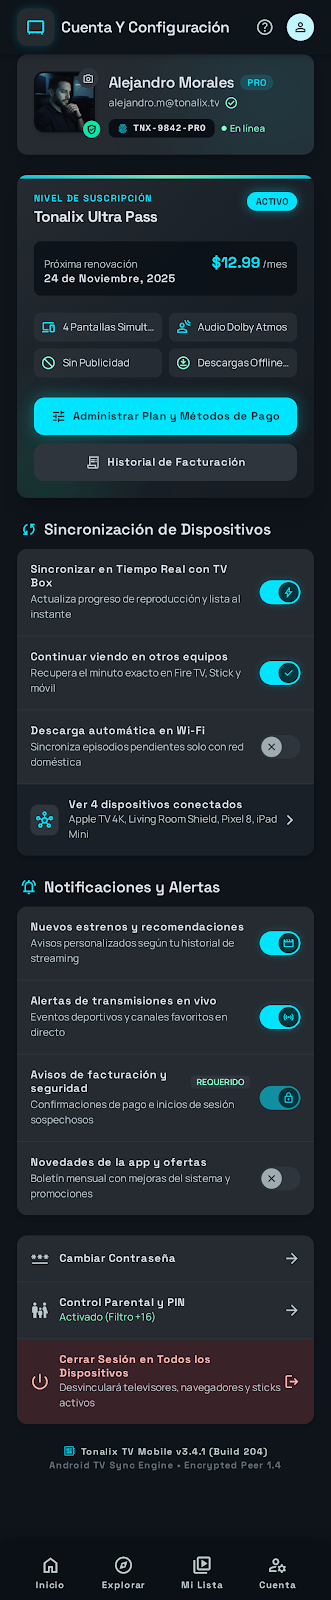 Cuenta Y Configuración
Alejandro Morales PRO
alejandro.m@tonalix.tv
TNX-9842-PRO En línea
NIVEL DE SUSCRIPCIÓN
ACTIVO
Tonalix Ultra Pass
Próxima renovación
24 de Noviembre, 2025
$12.99 /mes
4 Pantallas Simult...
Audio Dolby Atmos
Sin Publicidad
Descargas Offline...
Administrar Plan y Métodos de Pago
Historial de Facturación
Sincronización de Dispositivos
Sincronizar en Tiempo Real con TV
Box
Actualiza progreso de reproducción y lista al
instante
Continuar viendo en otros equipos
Recupera el minuto exacto en Fire TV, Stick y
móvil
Descarga automática en Wi-Fi
Sincroniza episodios pendientes solo con red
doméstica
Ver 4 dispositivos conectados
Apple TV 4K, Living Room Shield, Pixel 8, iPad
Mini
Notificaciones y Alertas
Nuevos estrenos y recomendaciones
Avisos personalizados según tu historial de
streaming
Alertas de transmisiones en vivo
Eventos deportivos y canales favoritos en
directo
Avisos de facturación y
seguridad
REQUERIDO
Confirmaciones de pago e inicios de sesión
sospechosos
Novedades de la app y ofertas
Boletín mensual con mejoras del sistema y
promociones
Cambiar Contraseña
Control Parental y PIN
Activado (Filtro +16)
Cerrar Sesión en Todos los
Dispositivos
Desvinculará televisores, navegadores y sticks
activos
Tonalix TV Mobile v3.4.1 (Build 204)
Android TV Sync Engine • Encrypted Peer 1.4
Inicio
Explorar
Mi Lista
Cuenta